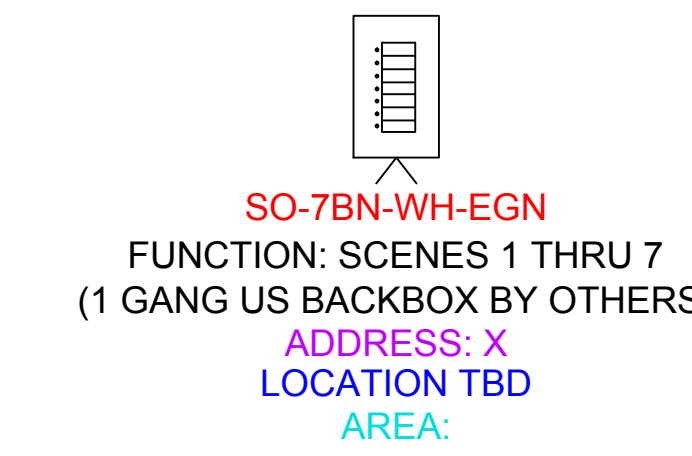 SO-7BN-WH-EGN
FUNCTION: SCENES 1 THRU 7
(1 GANG US BACKBOX BY OTHERS
ADDRESS: X
LOCATION TBD
AREA: